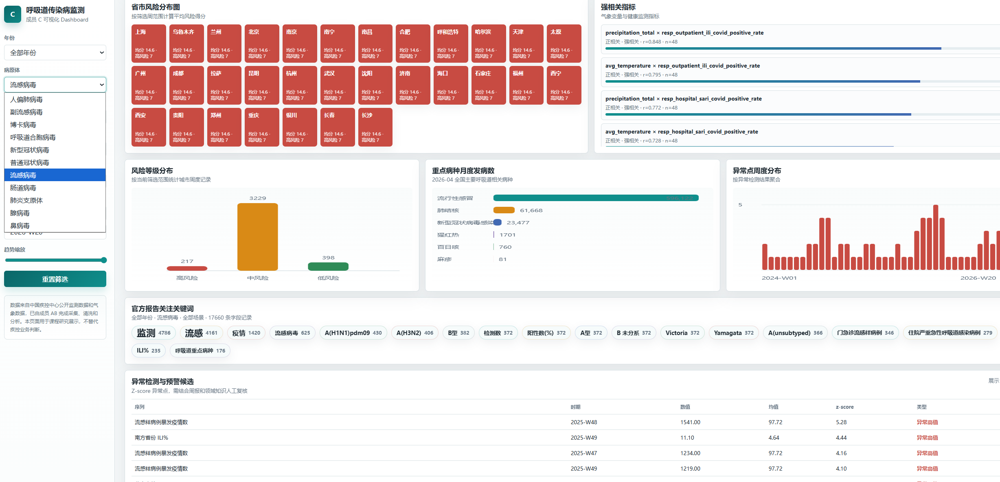 C
呼吸道传染病监测
成员 C 可视化 Dashboard
年份
全部年份
病原体
流感病毒
人偏肺病毒
副流感病毒
博卡病毒
呼吸道合胞病毒
新型冠状病毒
普通冠状病毒
流感病毒
肠道病毒
肺炎支原体
腺病毒
鼻病毒
2026-W20
趋势缩放
重置筛选
数据来自中国疾控中心公开监测数据和气
象数据，已由成员 AB 完成采集、清洗和
分析。本页面用于课程研究展示，不替代
疾控业务判断。
省市风险分布图
按筛选周范围计算平均风险得分
上海
均分 14.6 ·
高风险 7
乌鲁木齐
均分 14.6 ·
高风险 7
兰州
均分 14.6 ·
高风险 7
北京
均分 14.6 ·
高风险 7
南京
均分 14.6 ·
高风险 7
南宁
均分 14.6 ·
高风险 7
南昌
均分 14.6 ·
高风险 7
合肥
均分 14.6 ·
高风险 7
呼和浩特
均分 14.6 ·
高风险 7
哈尔滨
均分 14.6 ·
高风险 7
天津
均分 14.6 ·
高风险 7
太原
均分 14.6 ·
高风险 7
广州
均分 14.6 ·
高风险 7
成都
均分 14.6 ·
高风险 7
拉萨
均分 14.6 ·
高风险 7
昆明
均分 14.6 ·
高风险 7
杭州
均分 14.6 ·
高风险 7
武汉
均分 14.6 ·
高风险 7
沈阳
均分 14.6 ·
高风险 7
济南
均分 14.6 ·
高风险 7
海口
均分 14.6 ·
高风险 7
石家庄
均分 14.6 ·
高风险 7
福州
均分 14.6 ·
高风险 7
西宁
均分 14.6 ·
高风险 7
西安
均分 14.6 ·
高风险 7
贵阳
均分 14.6 ·
高风险 7
郑州
均分 14.6 ·
高风险 7
重庆
均分 14.6 ·
高风险 7
银川
均分 14.6 ·
高风险 7
长春
均分 14.6 ·
高风险 7
长沙
均分 14.6 ·
高风险 7
强相关指标
气象变量与健康监测指标
precipitation_total × resp_outpatient_ili_covid_positive_rate
正相关 · 强相关 · r=0.848 · n=48
avg_temperature × resp_outpatient_ili_covid_positive_rate
正相关 · 强相关 · r=0.795 · n=48
precipitation_total × resp_hospital_sari_covid_positive_rate
正相关 · 强相关 · r=0.772 · n=48
avg_temperature × resp_hospital_sari_covid_positive_rate
正相关 · 强相关 · r=0.728 · n=48
风险等级分布
按当前筛选范围统计城市周度记录
217
3229
398
高风险
中风险
低风险
重点病种月度发病数
2026-04 全国主要呼吸道相关病种
流行性感冒 596,122
肺结核 61,668
新型冠状病毒感染 23,477
猩红热 1701
百日咳 760
麻疹 81
异常点周度分布
按异常检测结果聚合
5
2024-W01 2026-W20
官方报告关注关键词
全部年份 · 流感病毒 · 全部场景 · 17660 条字段记录
监测 4786 流感 4161 疫情 1420 流感病毒 625 A(H1N1)pdm09 430 A(H3N2) 406 B型 382 检测数 372 阳性数(%) 372 A型 372 B 未分系 372 Victoria 372 Yamagata 372 A(unsubtyped) 366 门急诊流感样病例 346 住院严重急性呼吸道感染病例 279
ILI% 235 呼吸道重点病种 176
异常检测与预警候选
展示
Z-score 异常点，需结合周报和领域知识人工复核
序列 时期 数值 均值 z-score 类型
流感样病例暴发疫情数 2025-W48 1541.00 97.72 5.28 异常高值
南方省份 ILI% 2025-W49 11.10 4.64 4.44 异常高值
流感样病例暴发疫情数 2025-W47 1234.00 97.72 4.16 异常高值
流感样病例暴发疫情数 2025-W49 1219.00 97.72 4.10 异常高值